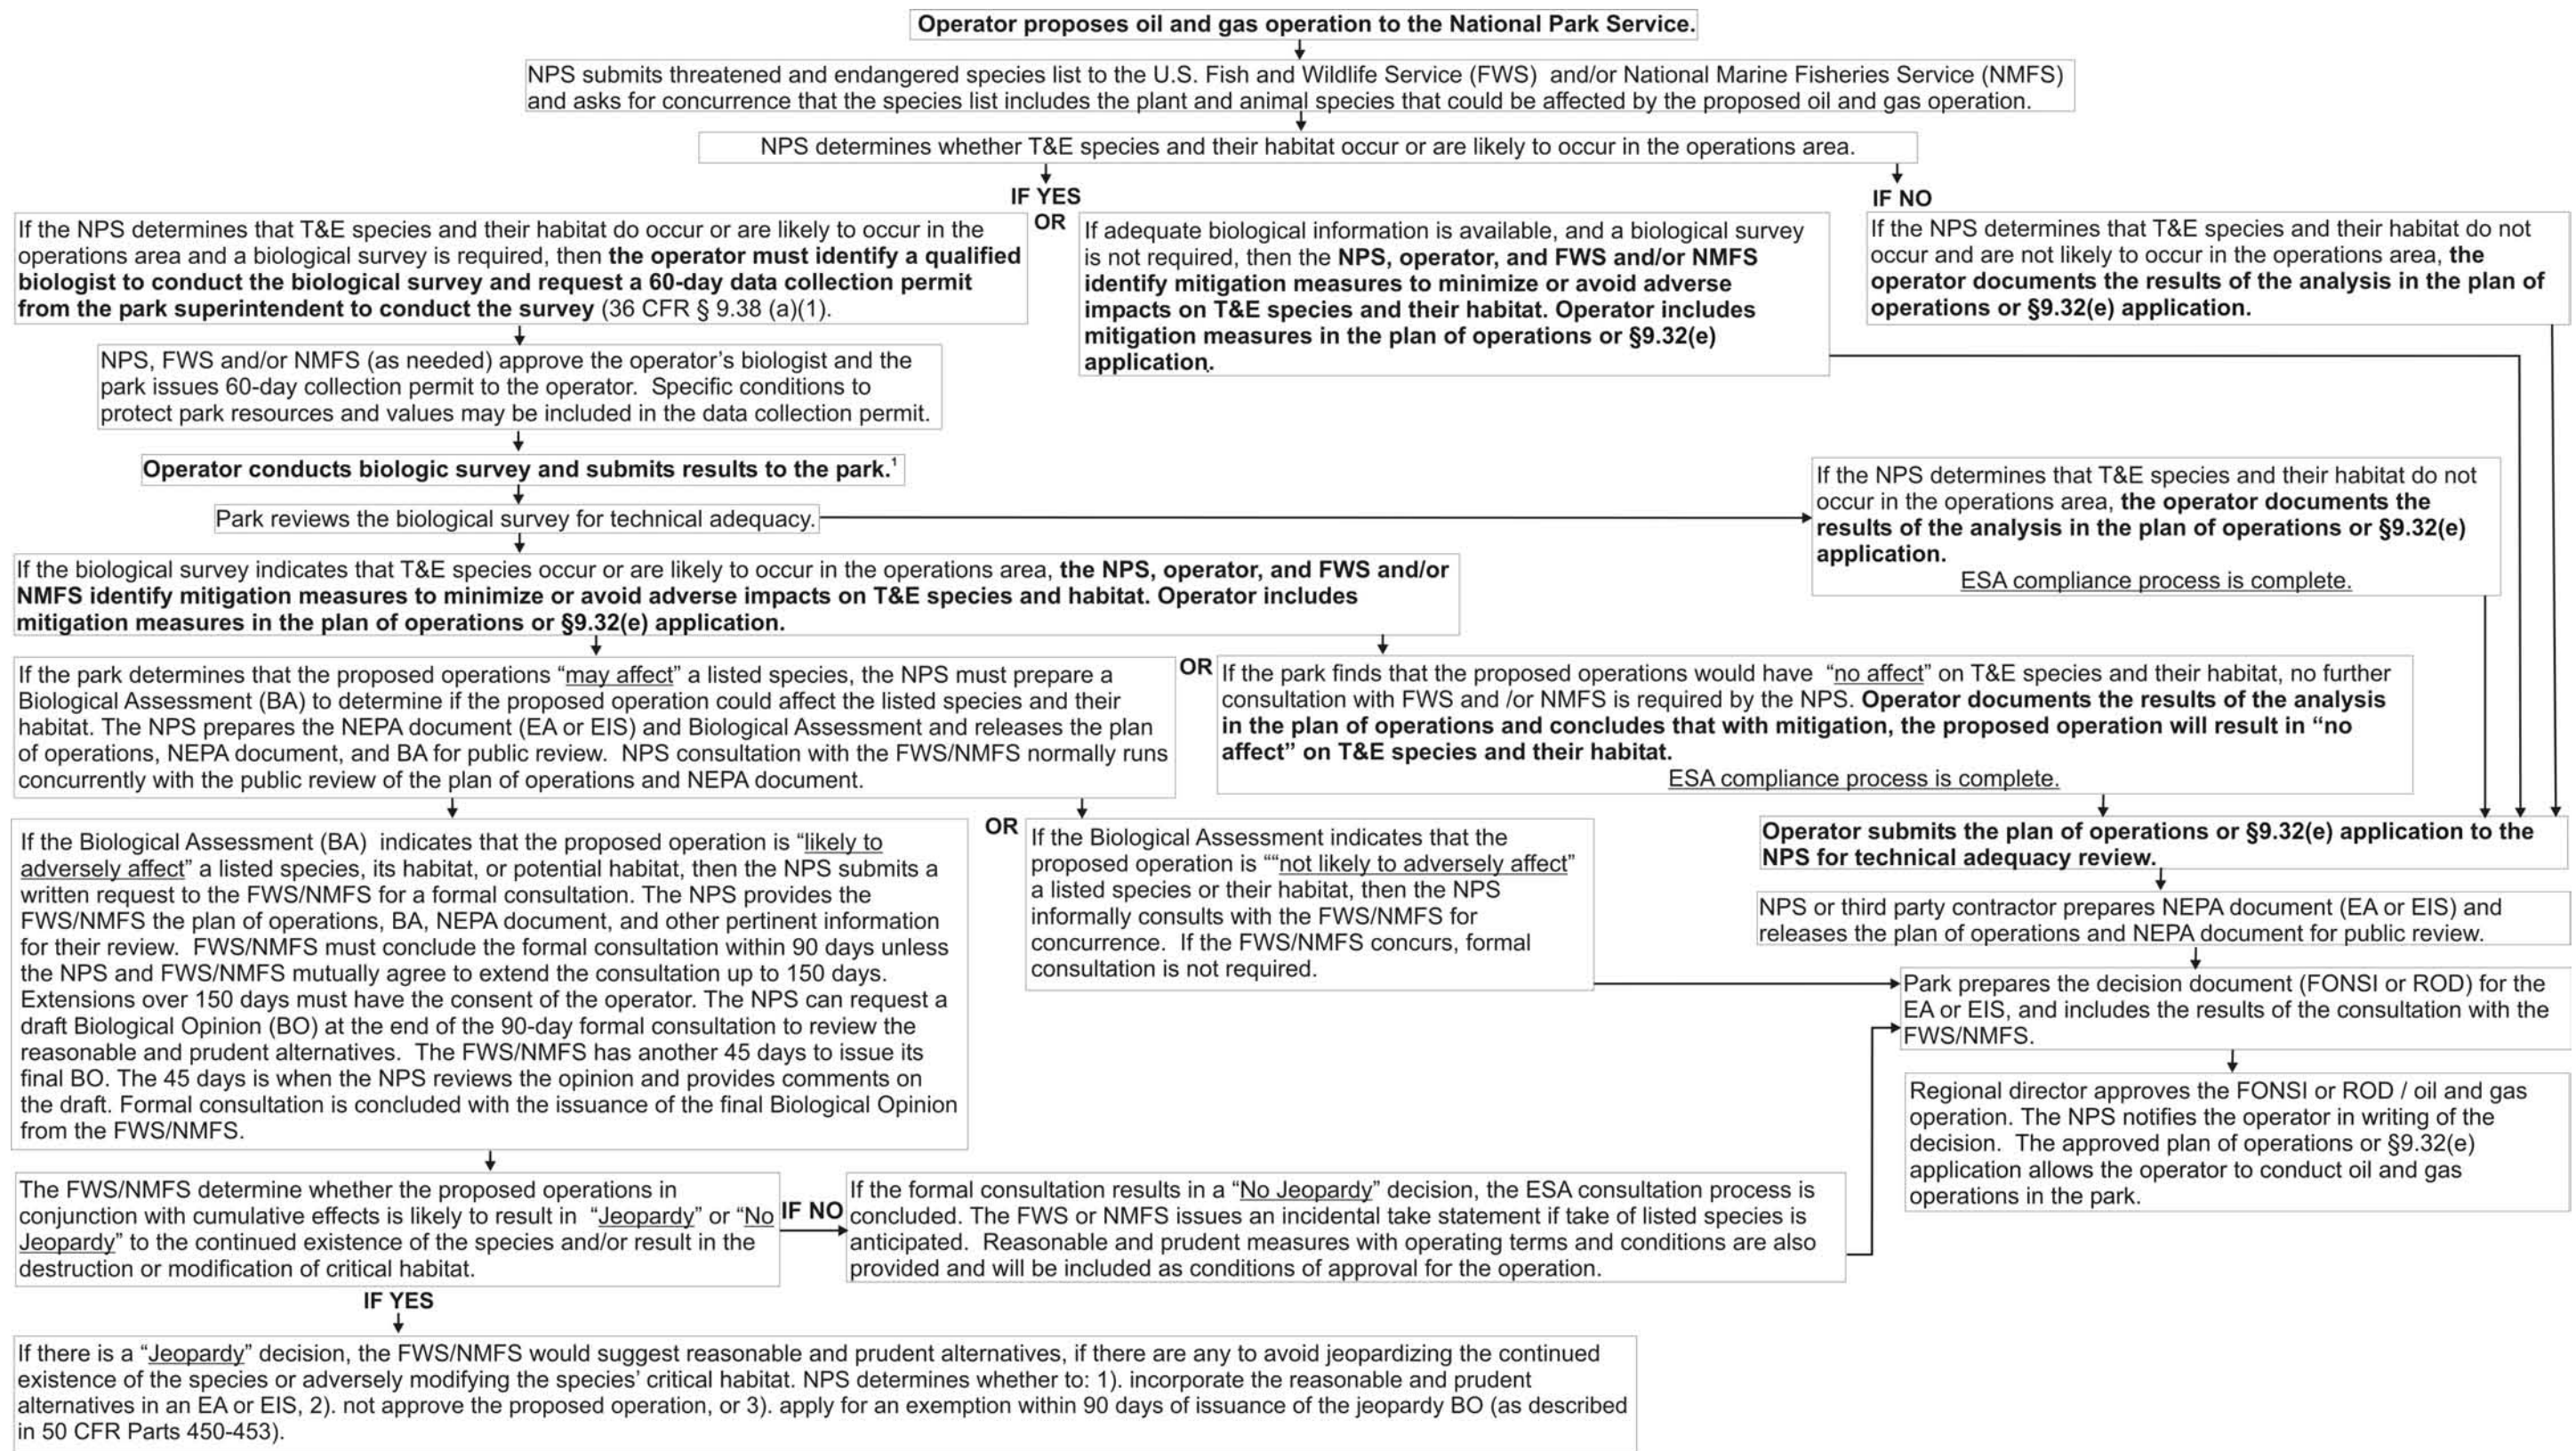 Operator proposes oil and gas operation to the National Park Service.
NPS submits threatened and endangered species list to the U.S. Fish and Wildlife Service (FWS) and/or National Marine Fisheries Service (NMFS)
and asks for concurrence that the species list includes the plant and animal species that could be affected by the proposed oil and gas operation.
NPS determines whether T&E species and their habitat occur or are likely to occur in the operations area.
IF YES
IF NO
If the NPS determines that T&E species and their habitat do occur or are likely to occur in the
operations area and a biological survey is required, then the operator must identify a qualified
biologist to conduct the biological survey and request a 60-day data collection permit
from the park superintendent to conduct the survey (36 CFR § 9.38 (a)(1).
OR
If adequate biological information is available, and a biological survey
is not required, then the NPS, operator, and FWS and/or NMFS
identify mitigation measures to minimize or avoid adverse
impacts on T&E species and their habitat. Operator includes
mitigation measures in the plan of operations or §9.32(e)
application.
If the NPS determines that T&E species and their habitat do not
occur and are not likely to occur in the operations area, the
operator documents the results of the analysis in the plan of
operations or §9.32(e) application.
NPS, FWS and/or NMFS (as needed) approve the operator's biologist and the
park issues 60-day collection permit to the operator. Specific conditions to
protect park resources and values may be included in the data collection permit.
Operator conducts biologic survey and submits results to the park.¹
Park reviews the biological survey for technical adequacy.
If the NPS determines that T&E species and their habitat do not
occur in the operations area, the operator documents the
results of the analysis in the plan of operations or §9.32(e)
application.
ESA compliance process is complete.
If the biological survey indicates that T&E species occur or are likely to occur in the operations area, the NPS, operator, and FWS and/or
NMFS identify mitigation measures to minimize or avoid adverse impacts on T&E species and habitat. Operator includes
mitigation measures in the plan of operations or §9.32(e) application.
If the park determines that the proposed operations “may affect” a listed species, the NPS must prepare a
Biological Assessment (BA) to determine if the proposed operation could affect the listed species and their
habitat. The NPS prepares the NEPA document (EA or EIS) and Biological Assessment and releases the plan
of operations, NEPA document, and BA for public review. NPS consultation with the FWS/NMFS normally runs
concurrently with the public review of the plan of operations and NEPA document.
OR
If the park finds that the proposed operations would have “no affect” on T&E species and their habitat, no further
consultation with FWS and /or NMFS is required by the NPS. Operator documents the results of the analysis
in the plan of operations and concludes that with mitigation, the proposed operation will result in “no
affect” on T&E species and their habitat.
ESA compliance process is complete.
If the Biological Assessment (BA) indicates that the proposed operation is “likely to
adversely affect” a listed species, its habitat, or potential habitat, then the NPS submits a
written request to the FWS/NMFS for a formal consultation. The NPS provides the
FWS/NMFS the plan of operations, BA, NEPA document, and other pertinent information
for their review. FWS/NMFS must conclude the formal consultation within 90 days unless
the NPS and FWS/NMFS mutually agree to extend the consultation up to 150 days.
Extensions over 150 days must have the consent of the operator. The NPS can request a
draft Biological Opinion (BO) at the end of the 90-day formal consultation to review the
reasonable and prudent alternatives. The FWS/NMFS has another 45 days to issue its
final BO. The 45 days is when the NPS reviews the opinion and provides comments on
the draft. Formal consultation is concluded with the issuance of the final Biological Opinion
from the FWS/NMFS.
OR
If the Biological Assessment indicates that the
proposed operation is ““not likely to adversely affect”
a listed species or their habitat, then the NPS
informally consults with the FWS/NMFS for
concurrence. If the FWS/NMFS concurs, formal
consultation is not required.
Operator submits the plan of operations or §9.32(e) application to the
NPS for technical adequacy review.
NPS or third party contractor prepares NEPA document (EA or EIS) and
releases the plan of operations and NEPA document for public review.
Park prepares the decision document (FONSI or ROD) for the
EA or EIS, and includes the results of the consultation with the
FWS/NMFS.
Regional director approves the FONSI or ROD / oil and gas
operation. The NPS notifies the operator in writing of the
decision. The approved plan of operations or §9.32(e)
application allows the operator to conduct oil and gas
operations in the park.
The FWS/NMFS determine whether the proposed operations in
conjunction with cumulative effects is likely to result in “Jeopardy” or “No
Jeopardy” to the continued existence of the species and/or result in the
destruction or modification of critical habitat.
IF NO
If the formal consultation results in a “No Jeopardy” decision, the ESA consultation process is
concluded. The FWS or NMFS issues an incidental take statement if take of listed species is
anticipated. Reasonable and prudent measures with operating terms and conditions are also
provided and will be included as conditions of approval for the operation.
IF YES
If there is a “Jeopardy” decision, the FWS/NMFS would suggest reasonable and prudent alternatives, if there are any to avoid jeopardizing the continued
existence of the species or adversely modifying the species' critical habitat. NPS determines whether to: 1). incorporate the reasonable and prudent
alternatives in an EA or EIS, 2). not approve the proposed operation, or 3). apply for an exemption within 90 days of issuance of the jeopardy BO (as described
in 50 CFR Parts 450-453).